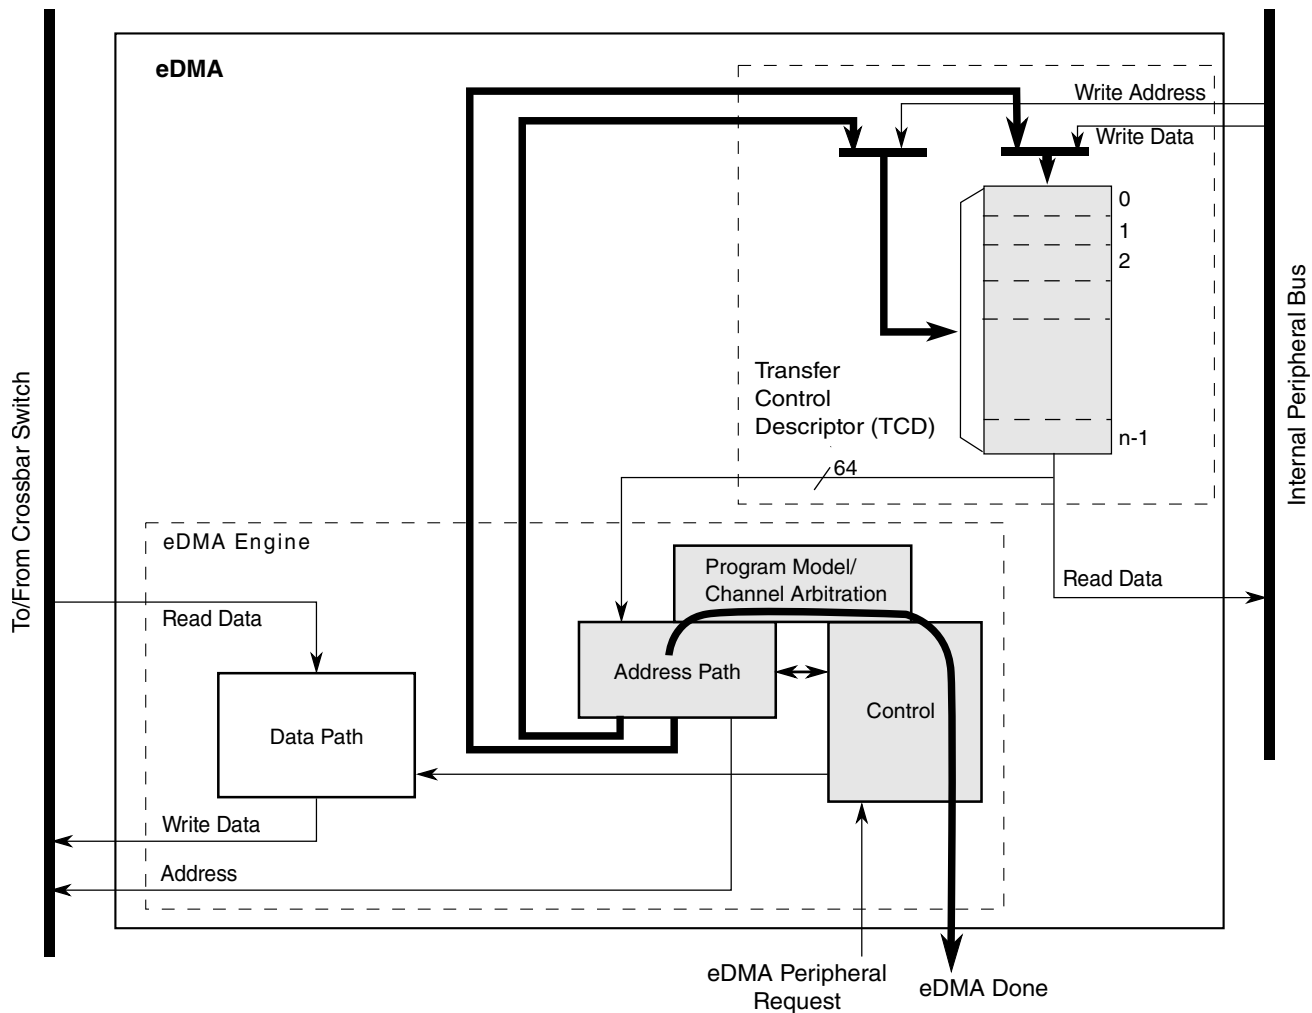 eDMA
Write Address
Write Data
0
1
2
n-1
Transfer
Control
Descriptor (TCD)
64
Read Data
To/From Crossbar Switch
Internal Peripheral Bus
eDMA Engine
Read Data
Program Model/
Channel Arbitration
Address Path
Control
Data Path
Write Data
Address
eDMA Peripheral
Request
eDMA Done